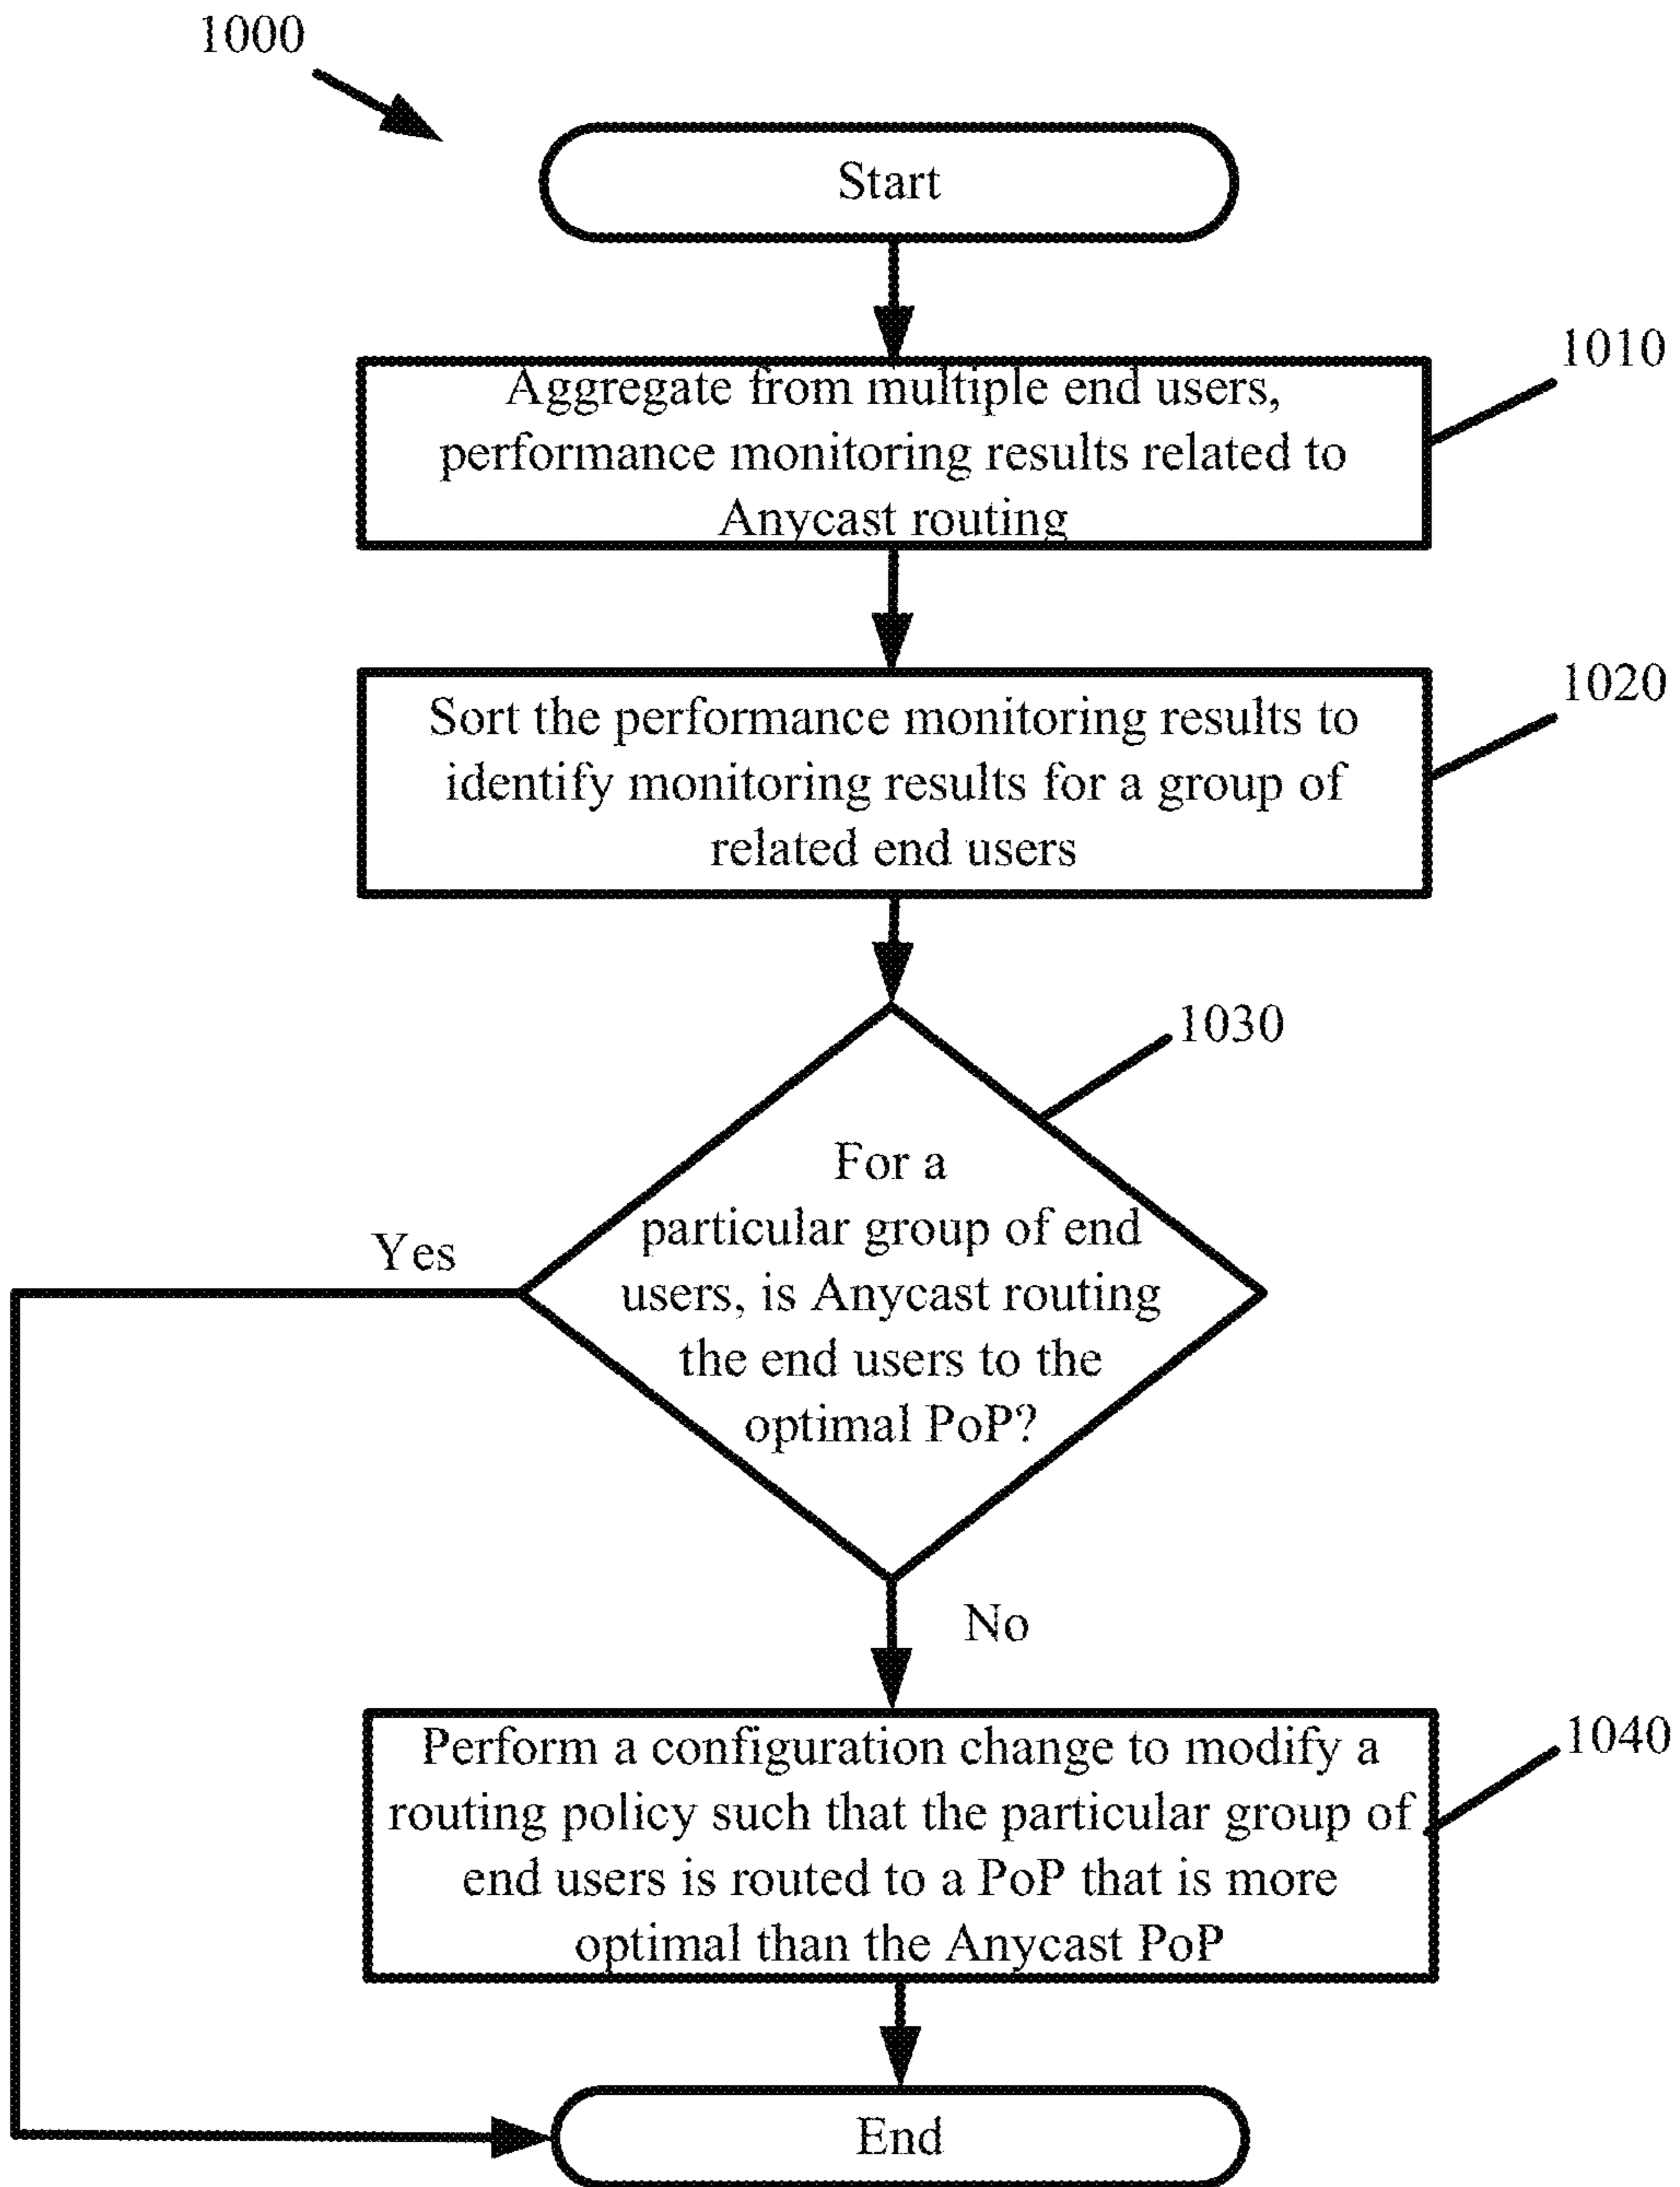 1000
Start
1010
Aggregate from multiple end users,
performance monitoring results related to
Anycast routing
1020
Sort the performance monitoring results to
identify monitoring results for a group of
related end users
1030
For a
particular group of end
users, is Anycast routing
the end users to the
optimal PoP?
Yes
No
1040
Perform a configuration change to modify a
routing policy such that the particular group of
end users is routed to a PoP that is more
optimal than the Anycast PoP
End